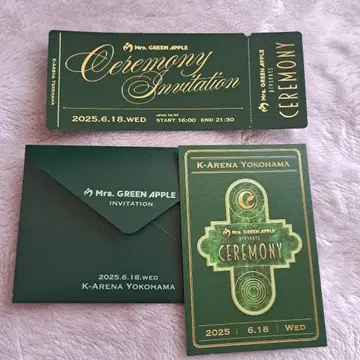 Mrs. GREEN APPLE
Ceremony
Invitation
K-ARENA YOKOHAMA
2025.6.18.WED
START 16:00 END 21:30
Mrs. GREEN APPLE
presents
CEREMONY
Mrs. GREEN APPLE
INVITATION
2025.6.18.WED
K-ARENA YOKOHAMA
K-ARENA YOKOHAMA
Mrs. GREEN APPLE
presents
CEREMONY
2025 | 6.18 | WED